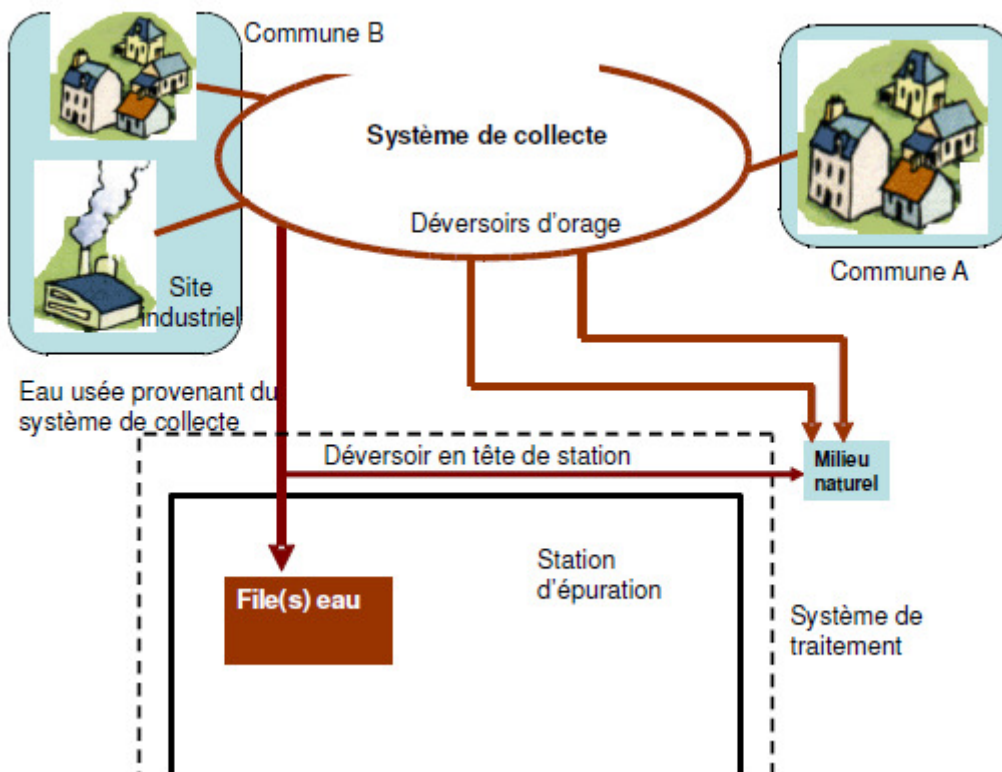 Commune B
Système de collecte
Déversoirs d'orage
Commune A
Site
industriel
Eau usée provenant du
système de collecte
Déversoir en tête de station
Milieu
naturel
Station
d'épuration
File(s) eau
Système de
traitement